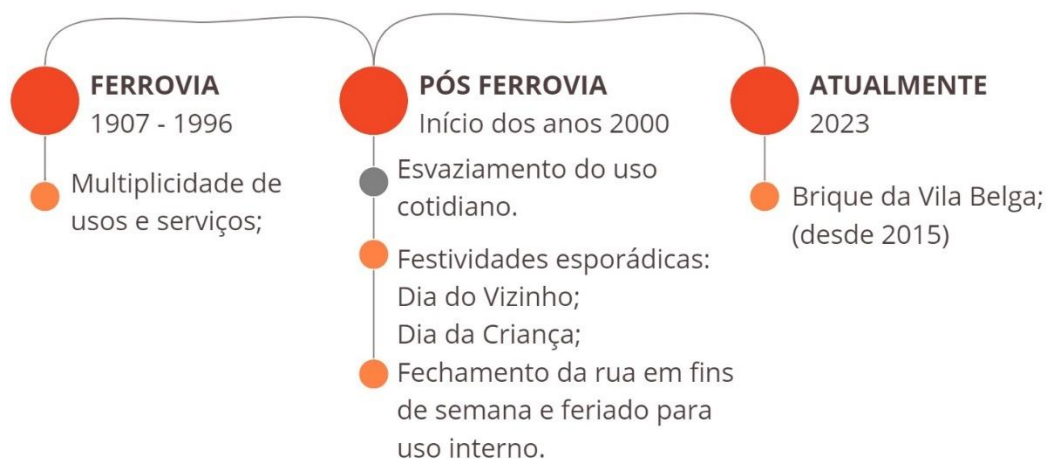 FERROVIA
1907 - 1996
Multiplicidade de
usos e serviços;
PÓS FERROVIA
Início dos anos 2000
Esvaziamento do uso
cotidiano.
Festividades esporádicas:
Dia do Vizinho;
Dia da Criança;
Fechamento da rua em fins
de semana e feriado para
uso interno.
ATUALMENTE
2023
Brique da Vila Belga;
(desde 2015)